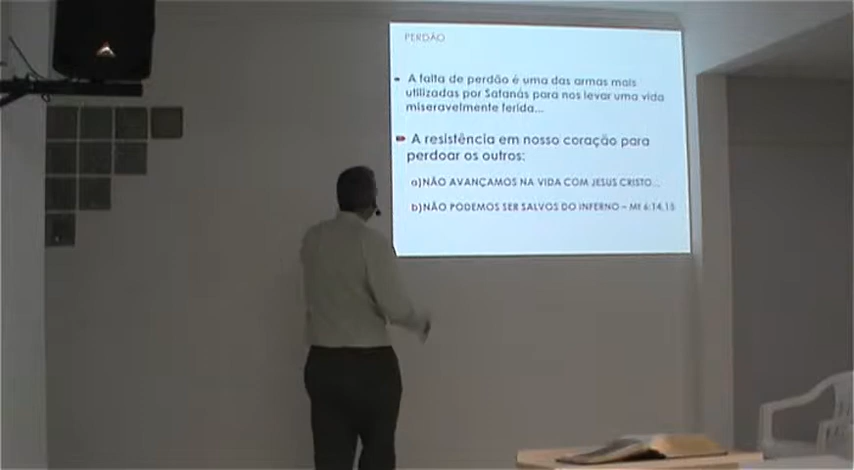 PERDÃO
A falta de perdão é uma das armas mais
utilizadas por Satanás para nos levar uma vida
miseravelmente ferida...
A resistência em nosso coração para
perdoar os outros:
a)NÃO AVANÇAMOS NA VIDA COM JESUS CRISTO...
b)NÃO PODEMOS SER SALVOS DO INFERNO – Mt 6:14,15